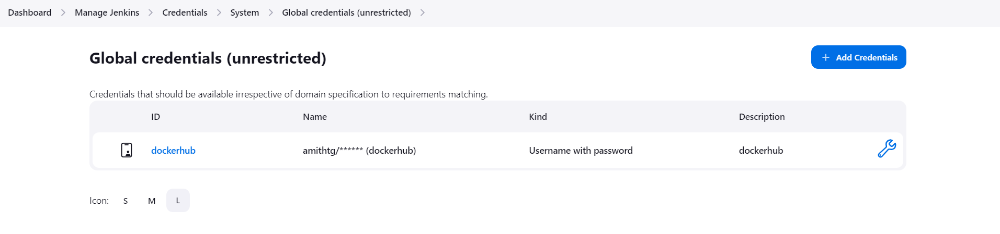 Dashboard > Manage Jenkins > Credentials > System > Global credentials (unrestricted) >
Global credentials (unrestricted)
+ Add Credentials
Credentials that should be available irrespective of domain specification to requirements matching.
ID Name Kind Description
dockerhub amithtg/****** (dockerhub) Username with password dockerhub
Icon: S M L